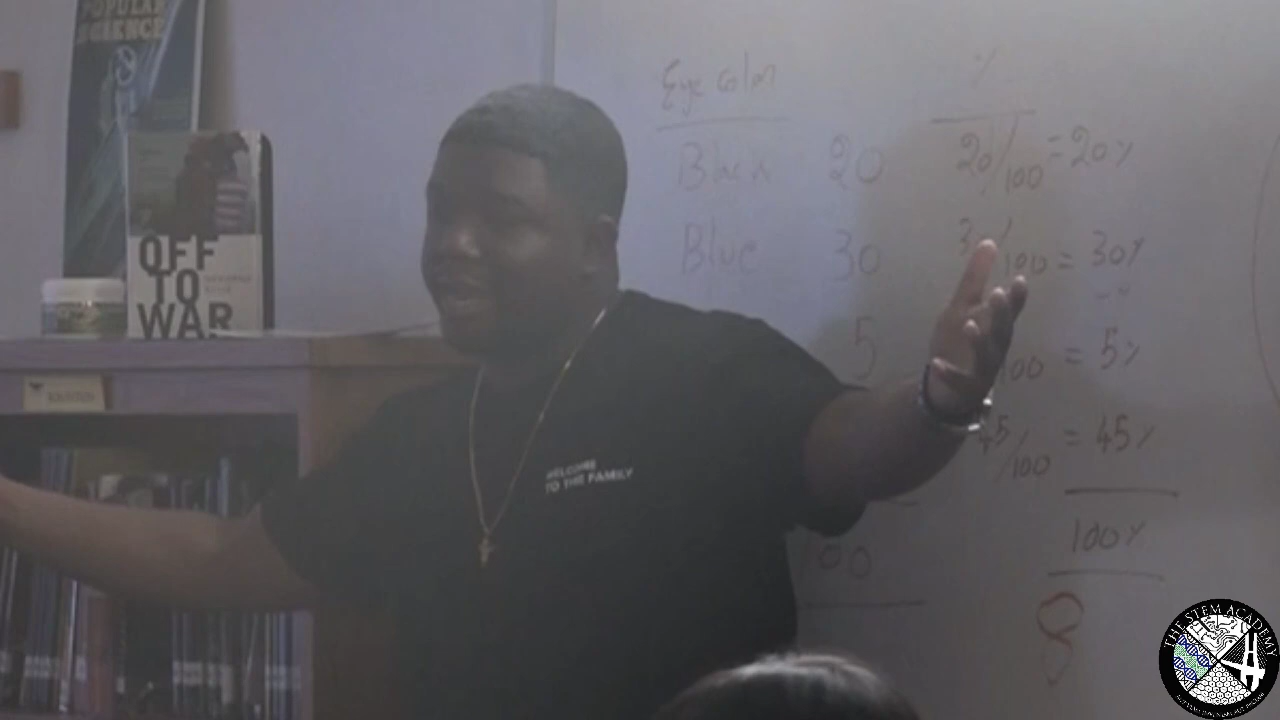 POPULAR
SCIENCE
OFF
TO
WAR
WELCOME
TO THE FAMILY
Eye color %
Black 20 20/100 = 20%
Blue 30 30/100 = 30%
5 100 = 5%
45/100 = 45%
100 100%
8
THE STEM ACADEMY